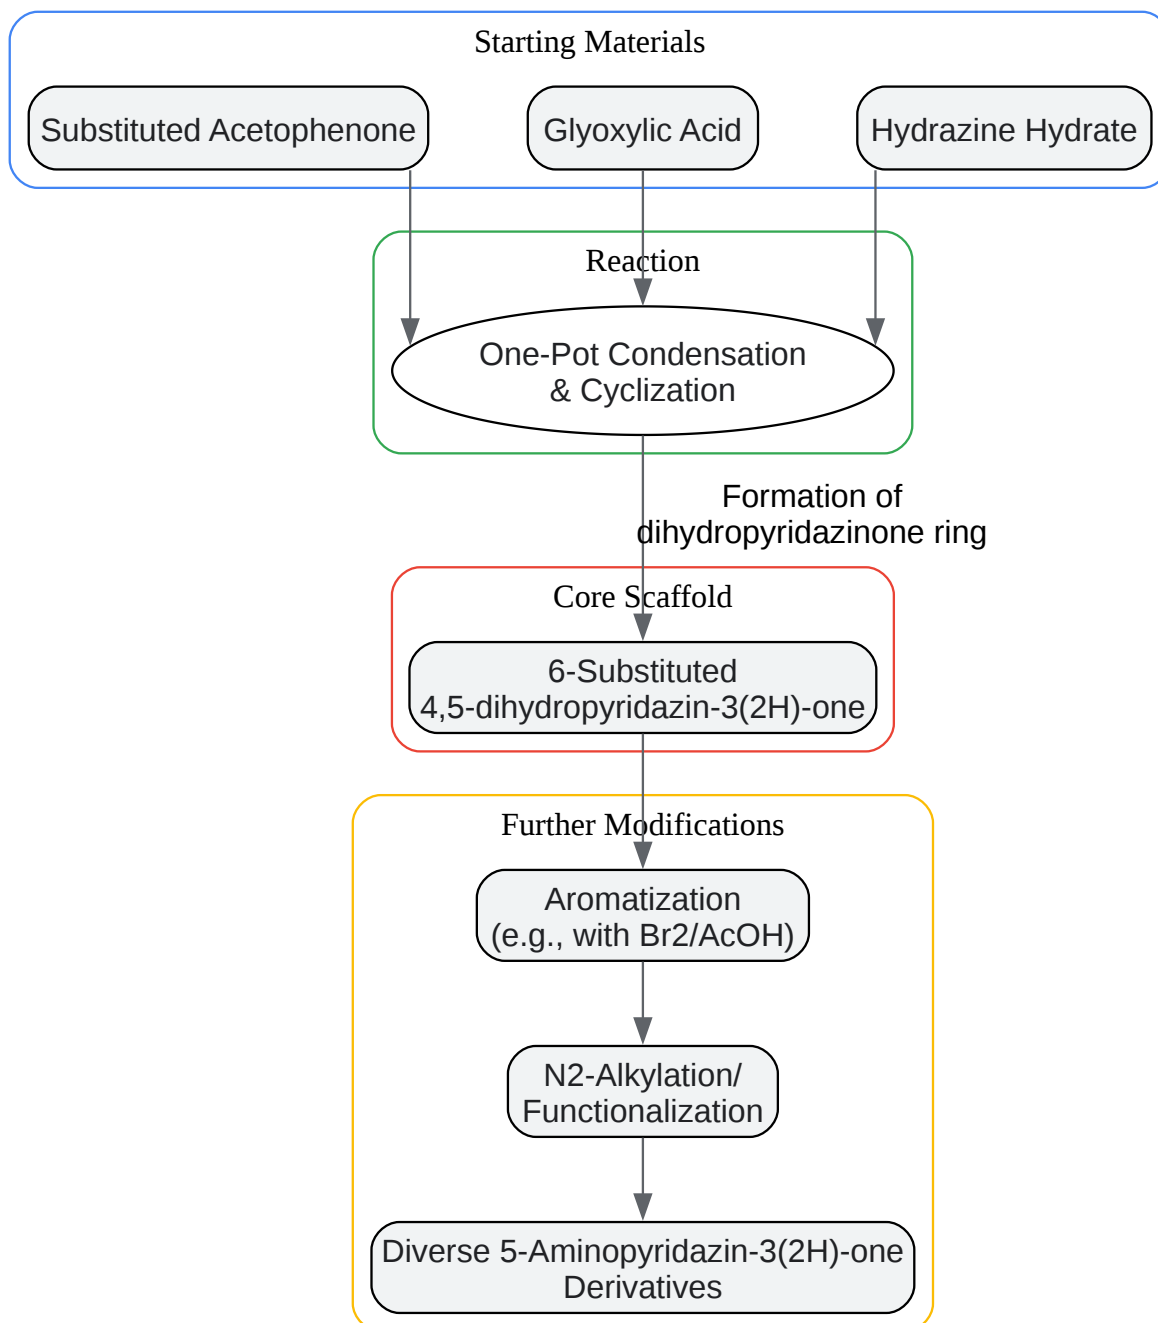 Starting Materials
Substituted Acetophenone
Glyoxylic Acid
Hydrazine Hydrate
Reaction
One-Pot Condensation
& Cyclization
Formation of
dihydropyridazinone ring
Core Scaffold
6-Substituted
4,5-dihydropyridazin-3(2H)-one
Further Modifications
Aromatization
(e.g., with Br2/AcOH)
N2-Alkylation/
Functionalization
Diverse 5-Aminopyridazin-3(2H)-one
Derivatives